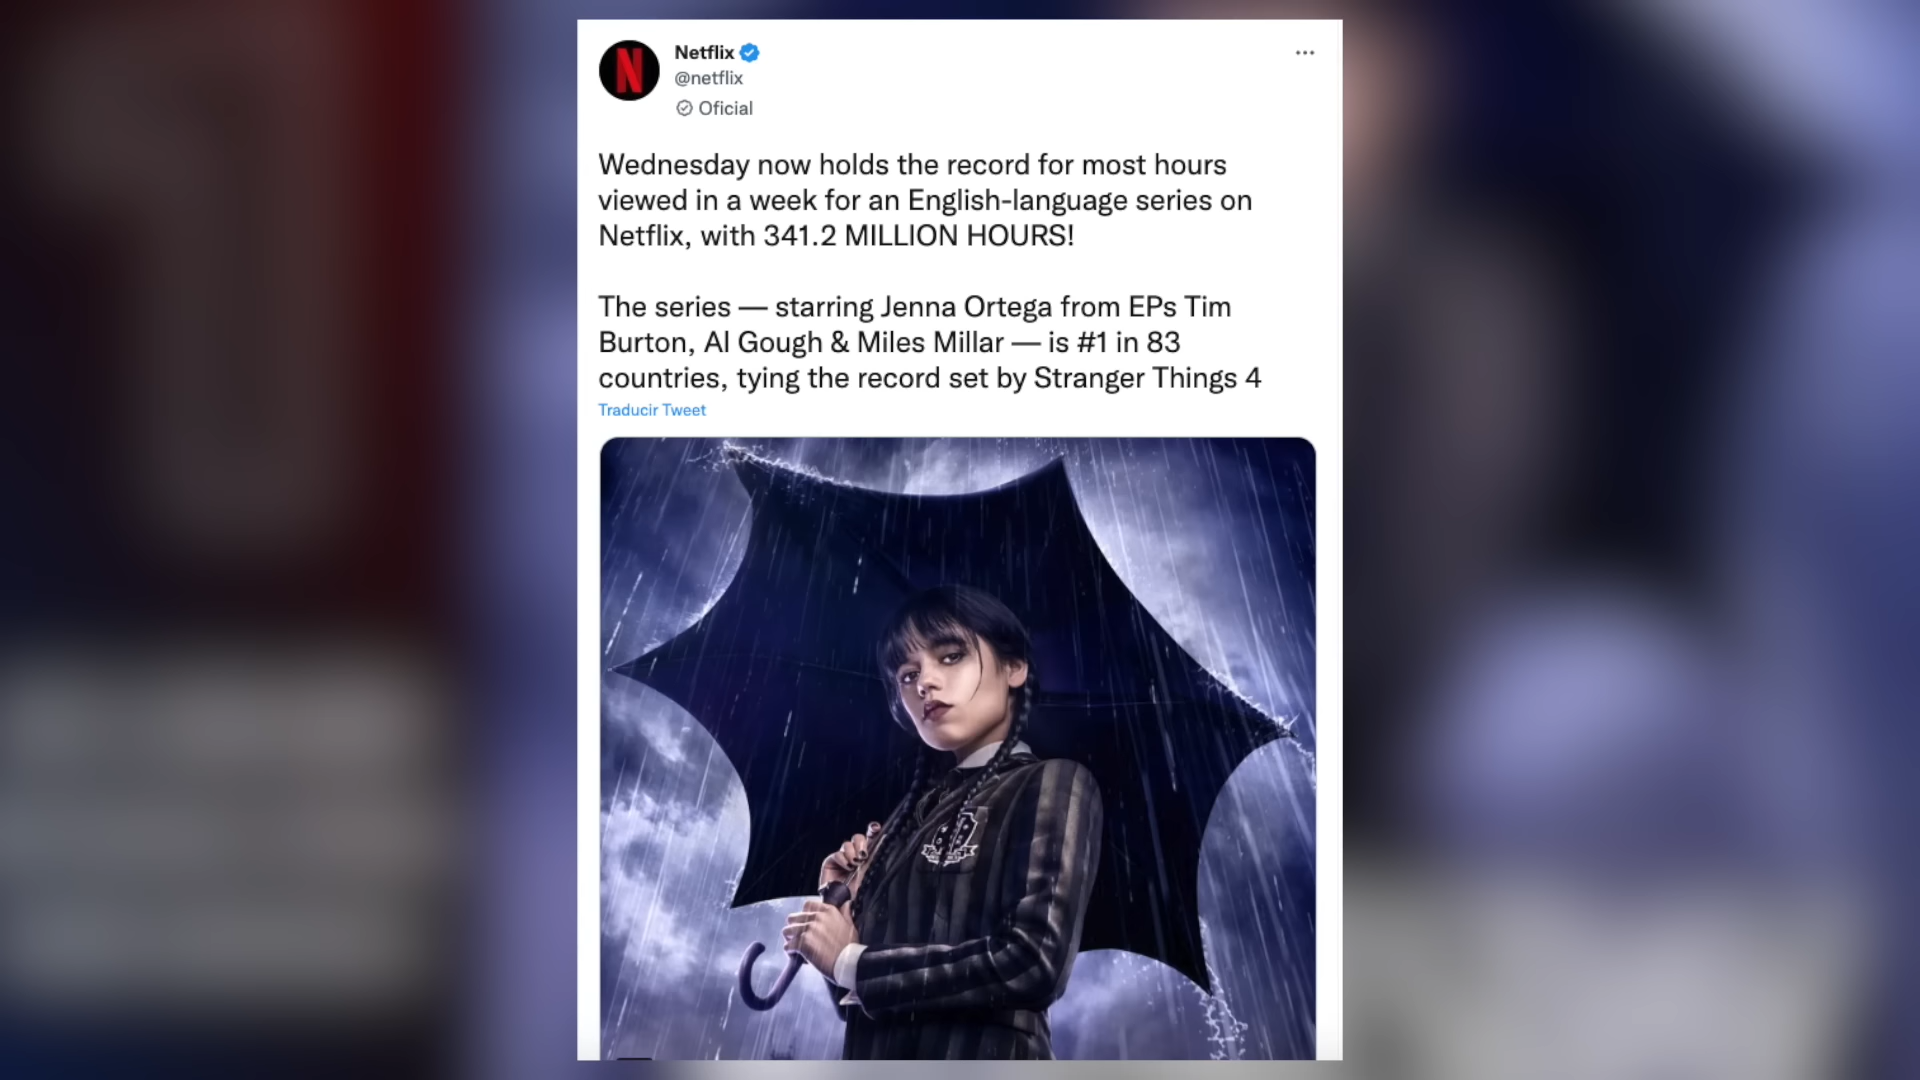 Netflix
@netflix
Oficial
Wednesday now holds the record for most hours
viewed in a week for an English-language series on
Netflix, with 341.2 MILLION HOURS!
The series — starring Jenna Ortega from EPs Tim
Burton, Al Gough & Miles Millar — is #1 in 83
countries, tying the record set by Stranger Things 4
Traducir Tweet